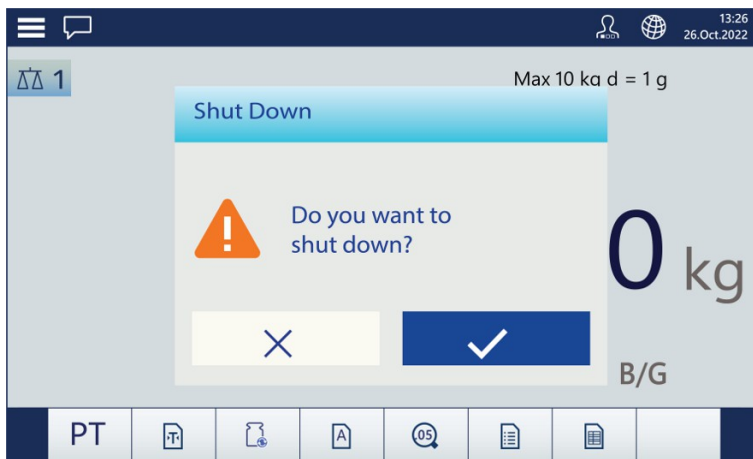 13:26
26.Oct.2022
1
Max 10 kg d = 1 g
Shut Down
Do you want to
shut down?
0 kg
B/G
PT
T
A
.05